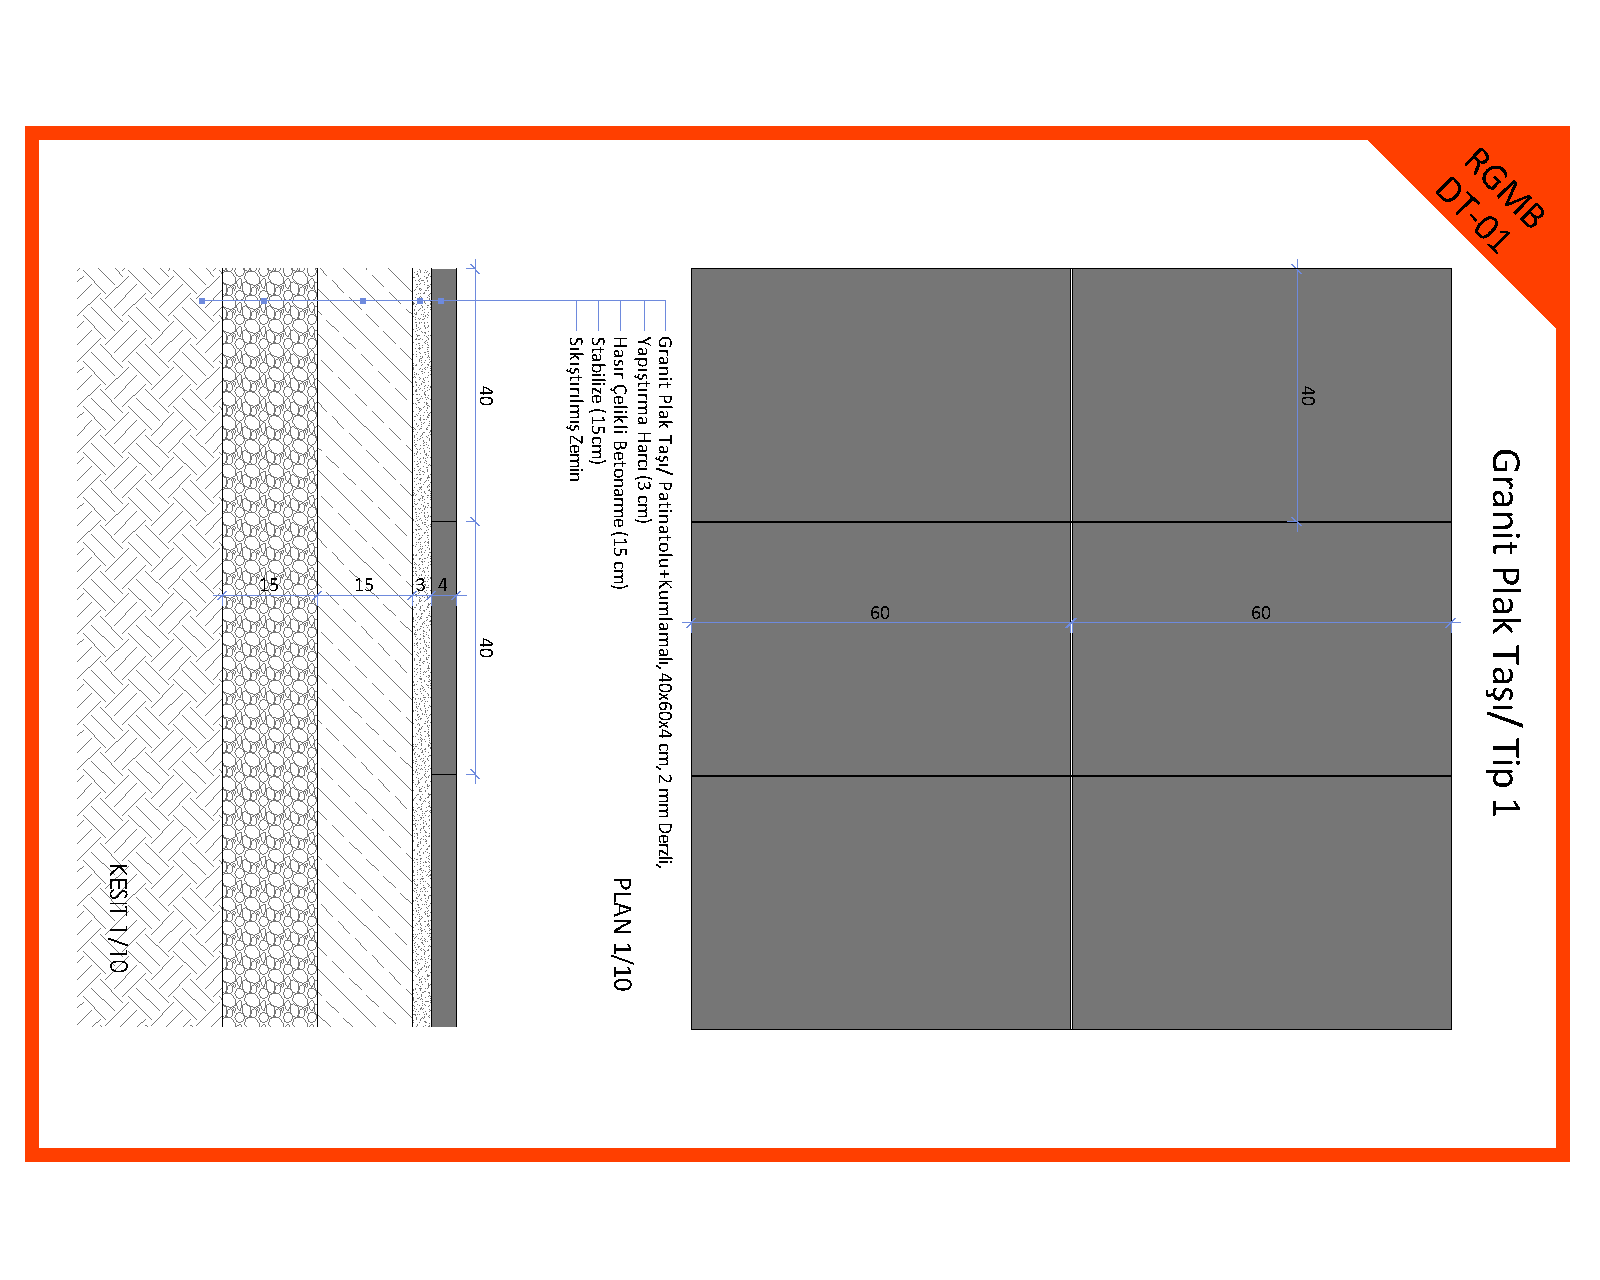 RGMB
DT-01
Granit Plak Taşı/ Tip 1
40
60
60
PLAN 1/10
Granit Plak Taşı/ Patinatolu+Kumlamalı, 40x60x4 cm, 2 mm Derzli,
Yapıştırma Harcı (3 cm)
Hasır Çelikli Betonarme (15 cm)
Stabilize (15cm)
Sıkıştırılmış Zemin
40
40
4
3
15
15
KESİT 1/10